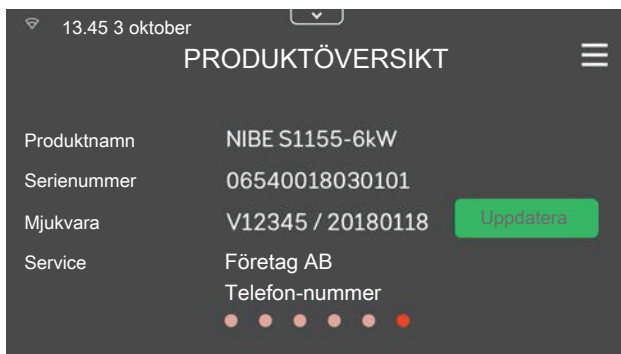 13.45 3 oktober
PRODUKTÖVERSIKT
Produktnamn NIBE S1155-6kW
Serienummer 06540018030101
Mjukvara V12345 / 20180118 Uppdatera
Service Företag AB
Telefon-nummer